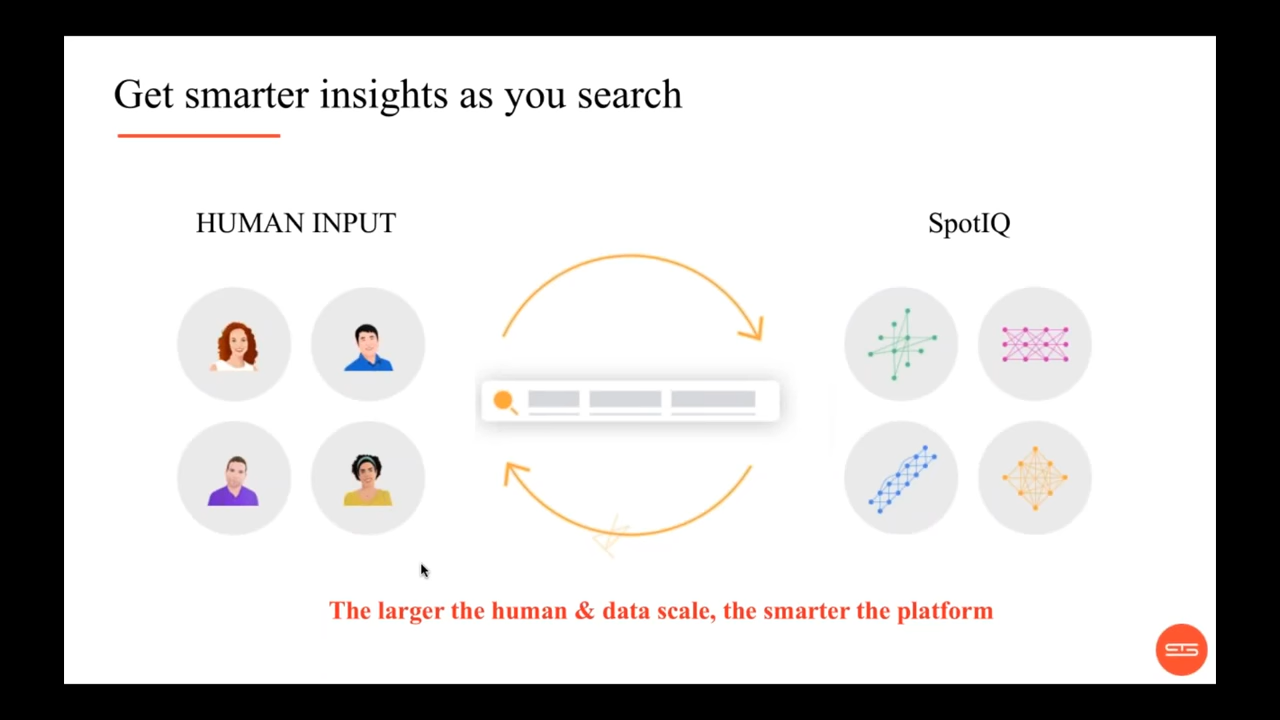 Get smarter insights as you search
HUMAN INPUT
SpotIQ
The larger the human & data scale, the smarter the platform